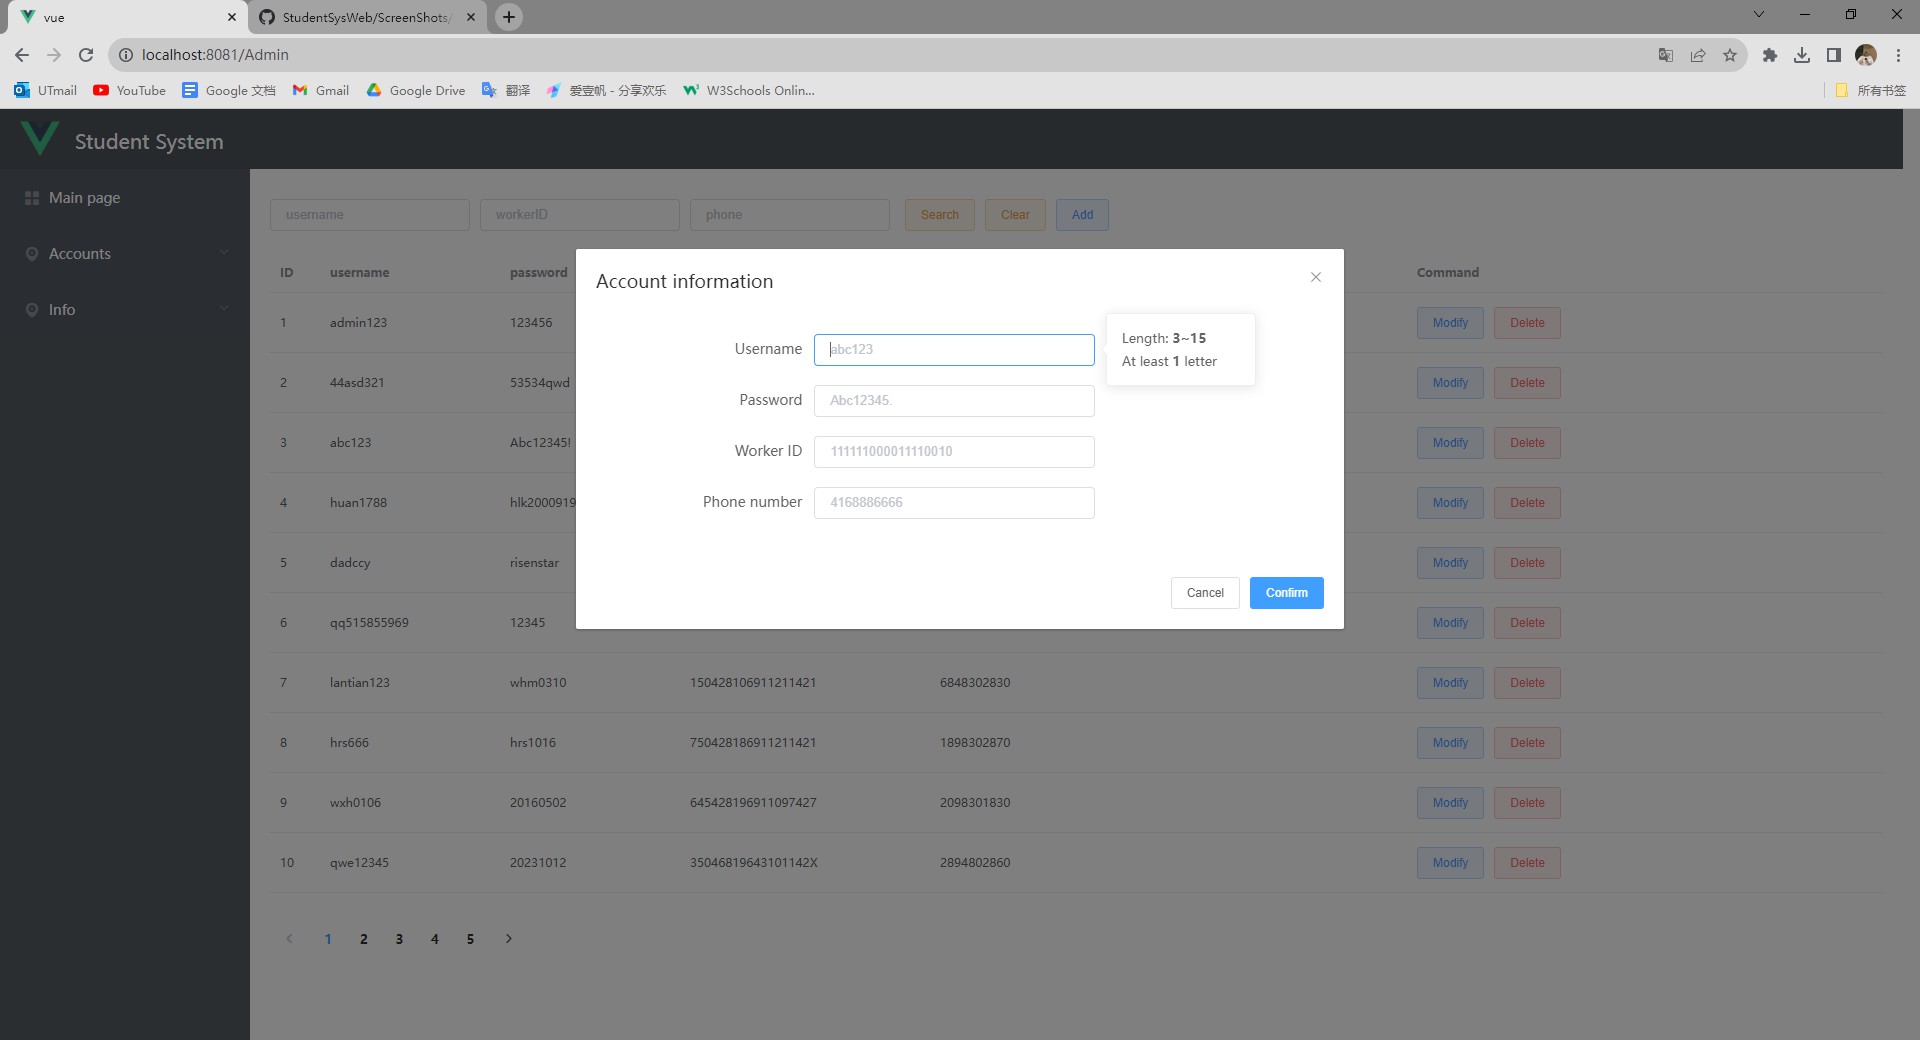 vue
StudentSysWeb/ScreenShots/
localhost:8081/Admin
UTmail
YouTube
Google 文档
Gmail
Google Drive
翻译
爱壹帆 - 分享欢乐
W3Schools Onlin...
所有书签
Student System
Main page
Accounts
Info
username
workerID
phone
Search
Clear
Add
ID username password Command
1 admin123 123456 Modify Delete
2 44asd321 53534qwd Modify Delete
3 abc123 Abc12345! Modify Delete
4 huan1788 hlk2000919 Modify Delete
5 dadccy risenstar Modify Delete
6 qq515855969 12345 Modify Delete
7 lantian123 whm0310 150428106911211421 6848302830 Modify Delete
8 hrs666 hrs1016 750428186911211421 1898302870 Modify Delete
9 wxh0106 20160502 645428196911097427 2098301830 Modify Delete
10 qwe12345 20231012 35046819643101142X 2894802860 Modify Delete
1 2 3 4 5
Account information
Username abc123
Length: 3~15
At least 1 letter
Password Abc12345.
Worker ID 111111000011110010
Phone number 4168886666
Cancel
Confirm